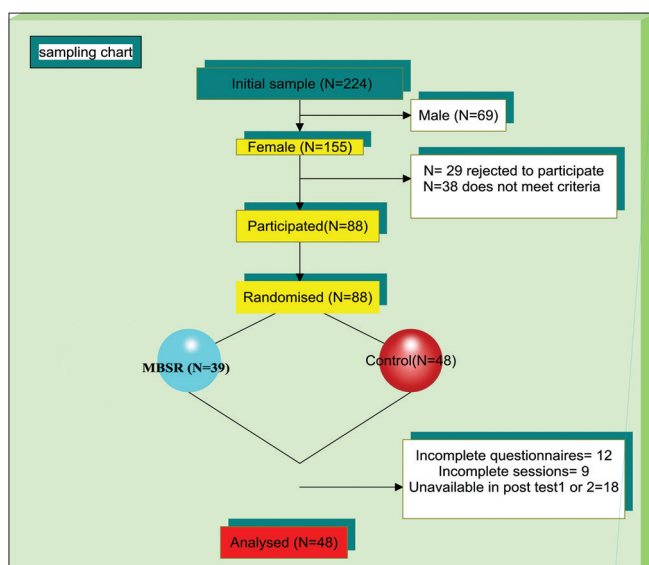 sampling chart
Initial sample (N=224)
Male (N=69)
Female (N=155)
N= 29 rejected to participate
N=38 does not meet criteria
Participated(N=88)
Randomised (N=88)
MBSR (N=39)
Control(N=48)
Incomplete questionnaires= 12
Incomplete sessions= 9
Unavailable in post test1 or 2=18
Analysed (N=48)